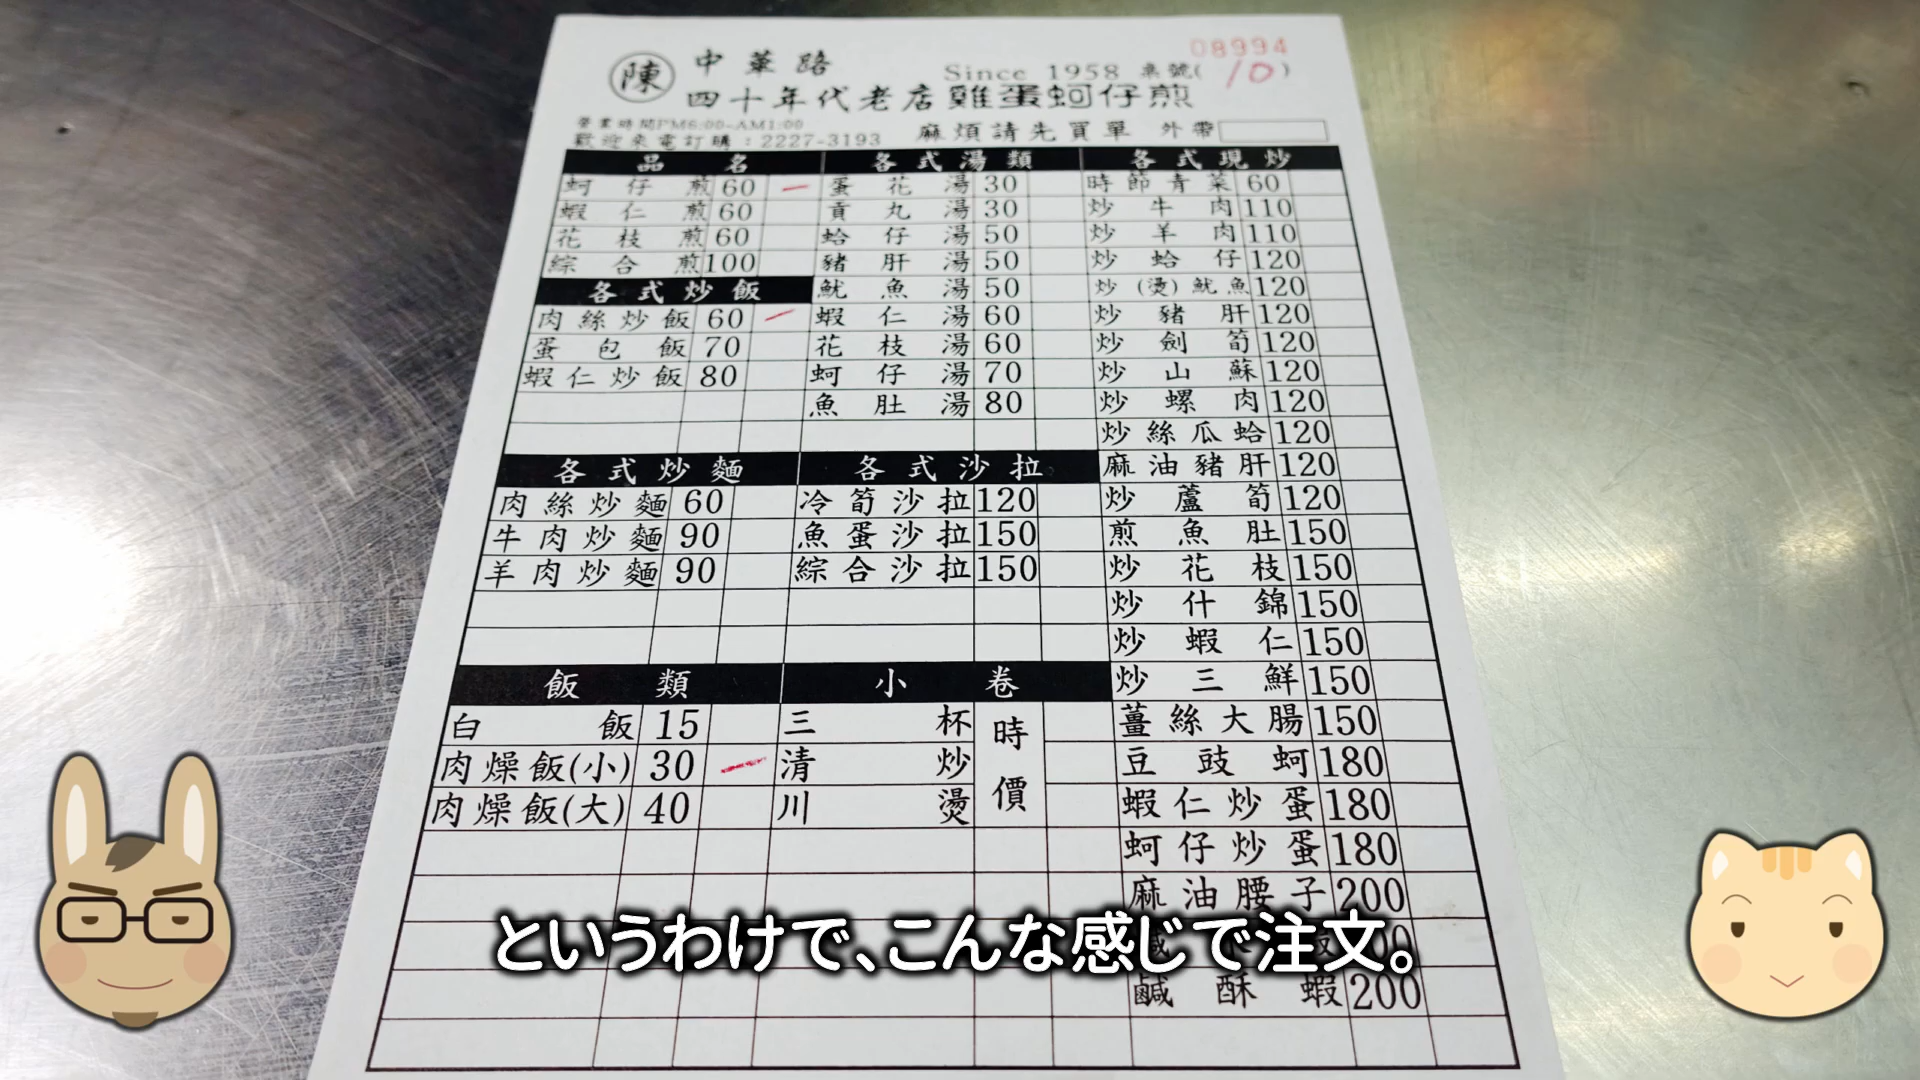 08994
陳 中華路
Since 1958 桌號(10)
四十年代老店雞蛋蚵仔煎
營業時間PM6:00~AM1:00
歡迎來電訂購：2227-3193
麻煩請先買單 外帶
品名
蚵仔煎 60 一
蝦仁煎 60
花枝煎 60
綜合煎 100
各式炒飯
肉絲炒飯 60 一
蛋包飯 70
蝦仁炒飯 80
各式炒麵
肉絲炒麵 60
牛肉炒麵 90
羊肉炒麵 90
飯類
白飯 15
肉燥飯(小) 30 一
肉燥飯(大) 40
各式湯類
蛋花湯 30
貢丸湯 30
蛤仔湯 50
豬肝湯 50
魷魚湯 50
蝦仁湯 60
花枝湯 60
蚵仔湯 70
魚肚湯 80
各式沙拉
冷筍沙拉 120
魚蛋沙拉 150
綜合沙拉 150
小卷
三杯
清炒
川燙
時價
各式現炒
時節青菜 60
炒牛肉 110
炒羊肉 110
炒蛤仔 120
炒(燙)魷魚 120
炒豬肝 120
炒劍筍 120
炒山蘇 120
炒螺肉 120
炒絲瓜蛤 120
麻油豬肝 120
炒蘆筍 120
煎魚肚 150
炒花枝 150
炒什錦 150
炒蝦仁 150
炒三鮮 150
薑絲大腸 150
豆豉蚵 180
蝦仁炒蛋 180
蚵仔炒蛋 180
麻油腰子 200
鹹酥蝦 200
というわけで、こんな感じで注文。